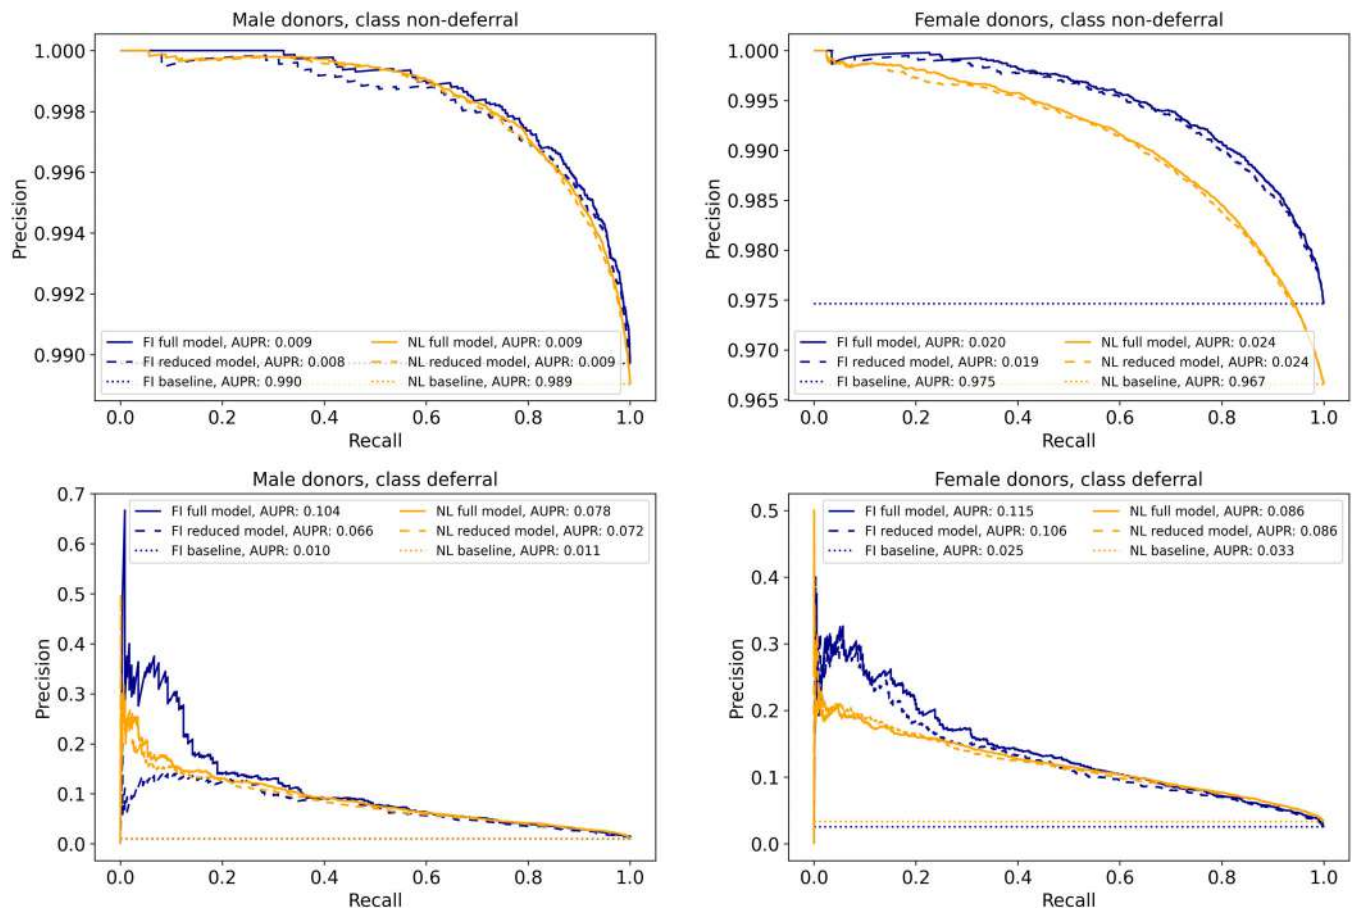 Male donors, class non-deferral
1.000
0.998
0.996
0.994
0.992
0.990
Precision
FI full model, AUPR: 0.009
FI reduced model, AUPR: 0.008
FI baseline, AUPR: 0.990
NL full model, AUPR: 0.009
NL reduced model, AUPR: 0.009
NL baseline, AUPR: 0.989
0.0 0.2 0.4 0.6 0.8 1.0
Recall
Female donors, class non-deferral
1.000
0.995
0.990
0.985
0.980
0.975
0.970
0.965
Precision
FI full model, AUPR: 0.020
FI reduced model, AUPR: 0.019
FI baseline, AUPR: 0.975
NL full model, AUPR: 0.024
NL reduced model, AUPR: 0.024
NL baseline, AUPR: 0.967
0.0 0.2 0.4 0.6 0.8 1.0
Recall
Male donors, class deferral
0.7
0.6
0.5
0.4
0.3
0.2
0.1
0.0
Precision
FI full model, AUPR: 0.104
FI reduced model, AUPR: 0.066
FI baseline, AUPR: 0.010
NL full model, AUPR: 0.078
NL reduced model, AUPR: 0.072
NL baseline, AUPR: 0.011
0.0 0.2 0.4 0.6 0.8 1.0
Recall
Female donors, class deferral
0.5
0.4
0.3
0.2
0.1
0.0
Precision
FI full model, AUPR: 0.115
FI reduced model, AUPR: 0.106
FI baseline, AUPR: 0.025
NL full model, AUPR: 0.086
NL reduced model, AUPR: 0.086
NL baseline, AUPR: 0.033
0.0 0.2 0.4 0.6 0.8 1.0
Recall